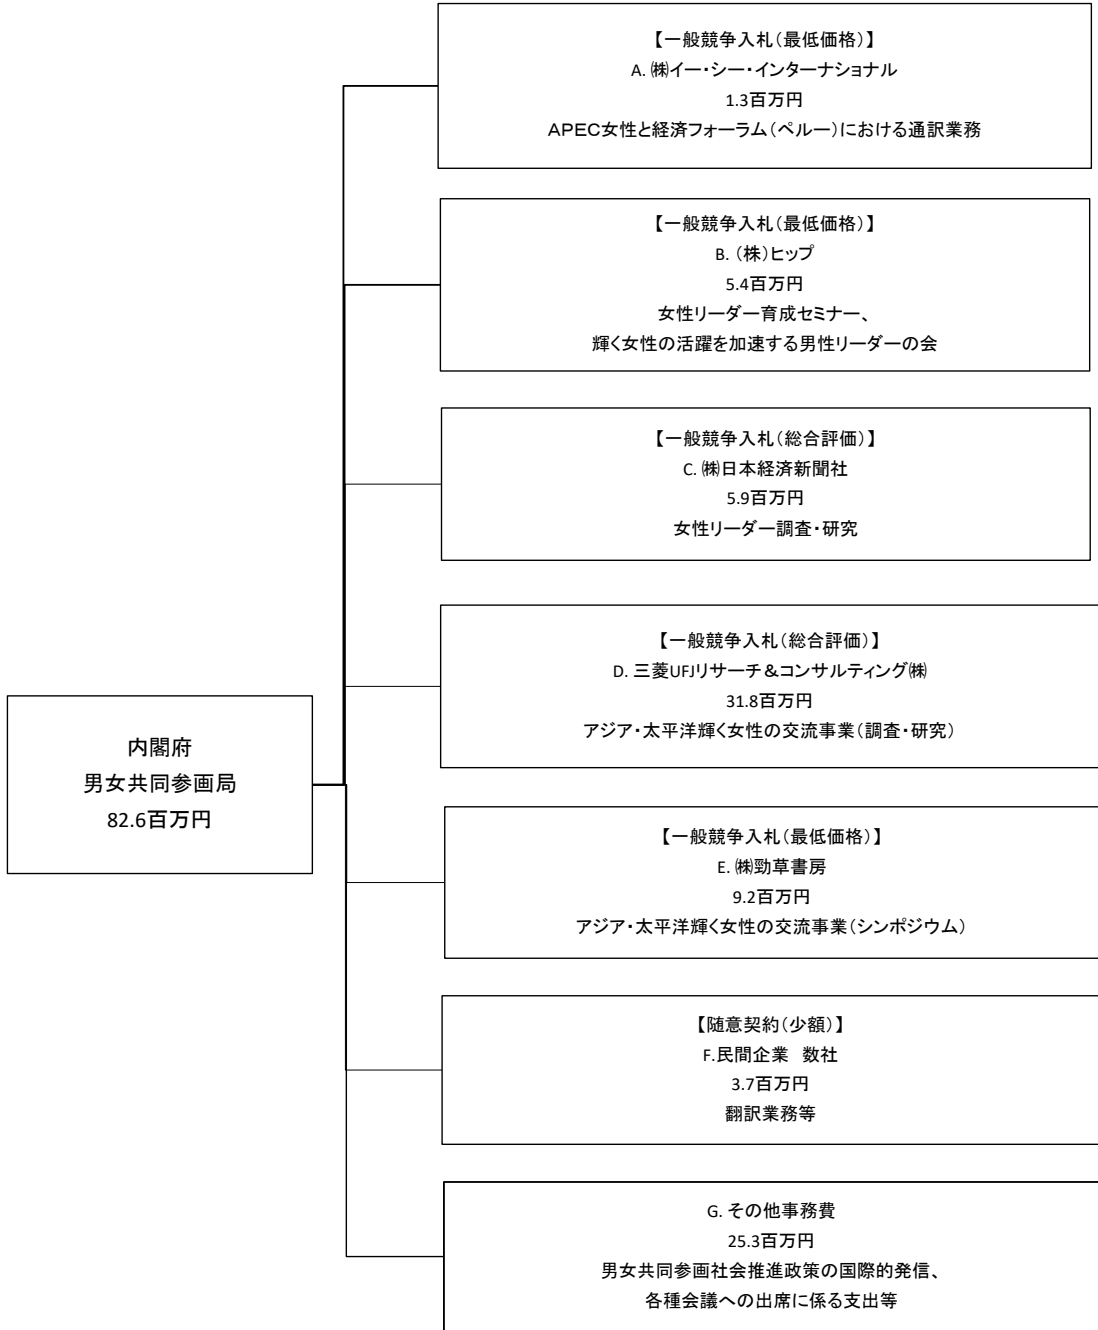 【一般競争入札(最低価格)】
A. ㈱イー・シー・インターナショナル
1.3百万円
APEC女性と経済フォーラム(ペルー)における通訳業務
【一般競争入札(最低価格)】
B. (株)ヒップ
5.4百万円
女性リーダー育成セミナー、
輝く女性の活躍を加速する男性リーダーの会
【一般競争入札(総合評価)】
C. ㈱日本経済新聞社
5.9百万円
女性リーダー調査・研究
【一般競争入札(総合評価)】
D. 三菱UFJリサーチ&コンサルティング㈱
31.8百万円
アジア・太平洋輝く女性の交流事業(調査・研究)
内閣府
男女共同参画局
82.6百万円
【一般競争入札(最低価格)】
E. ㈱勁草書房
9.2百万円
アジア・太平洋輝く女性の交流事業(シンポジウム)
【随意契約(少額)】
F.民間企業 数社
3.7百万円
翻訳業務等
G. その他事務費
25.3百万円
男女共同参画社会推進政策の国際的発信、
各種会議への出席に係る支出等